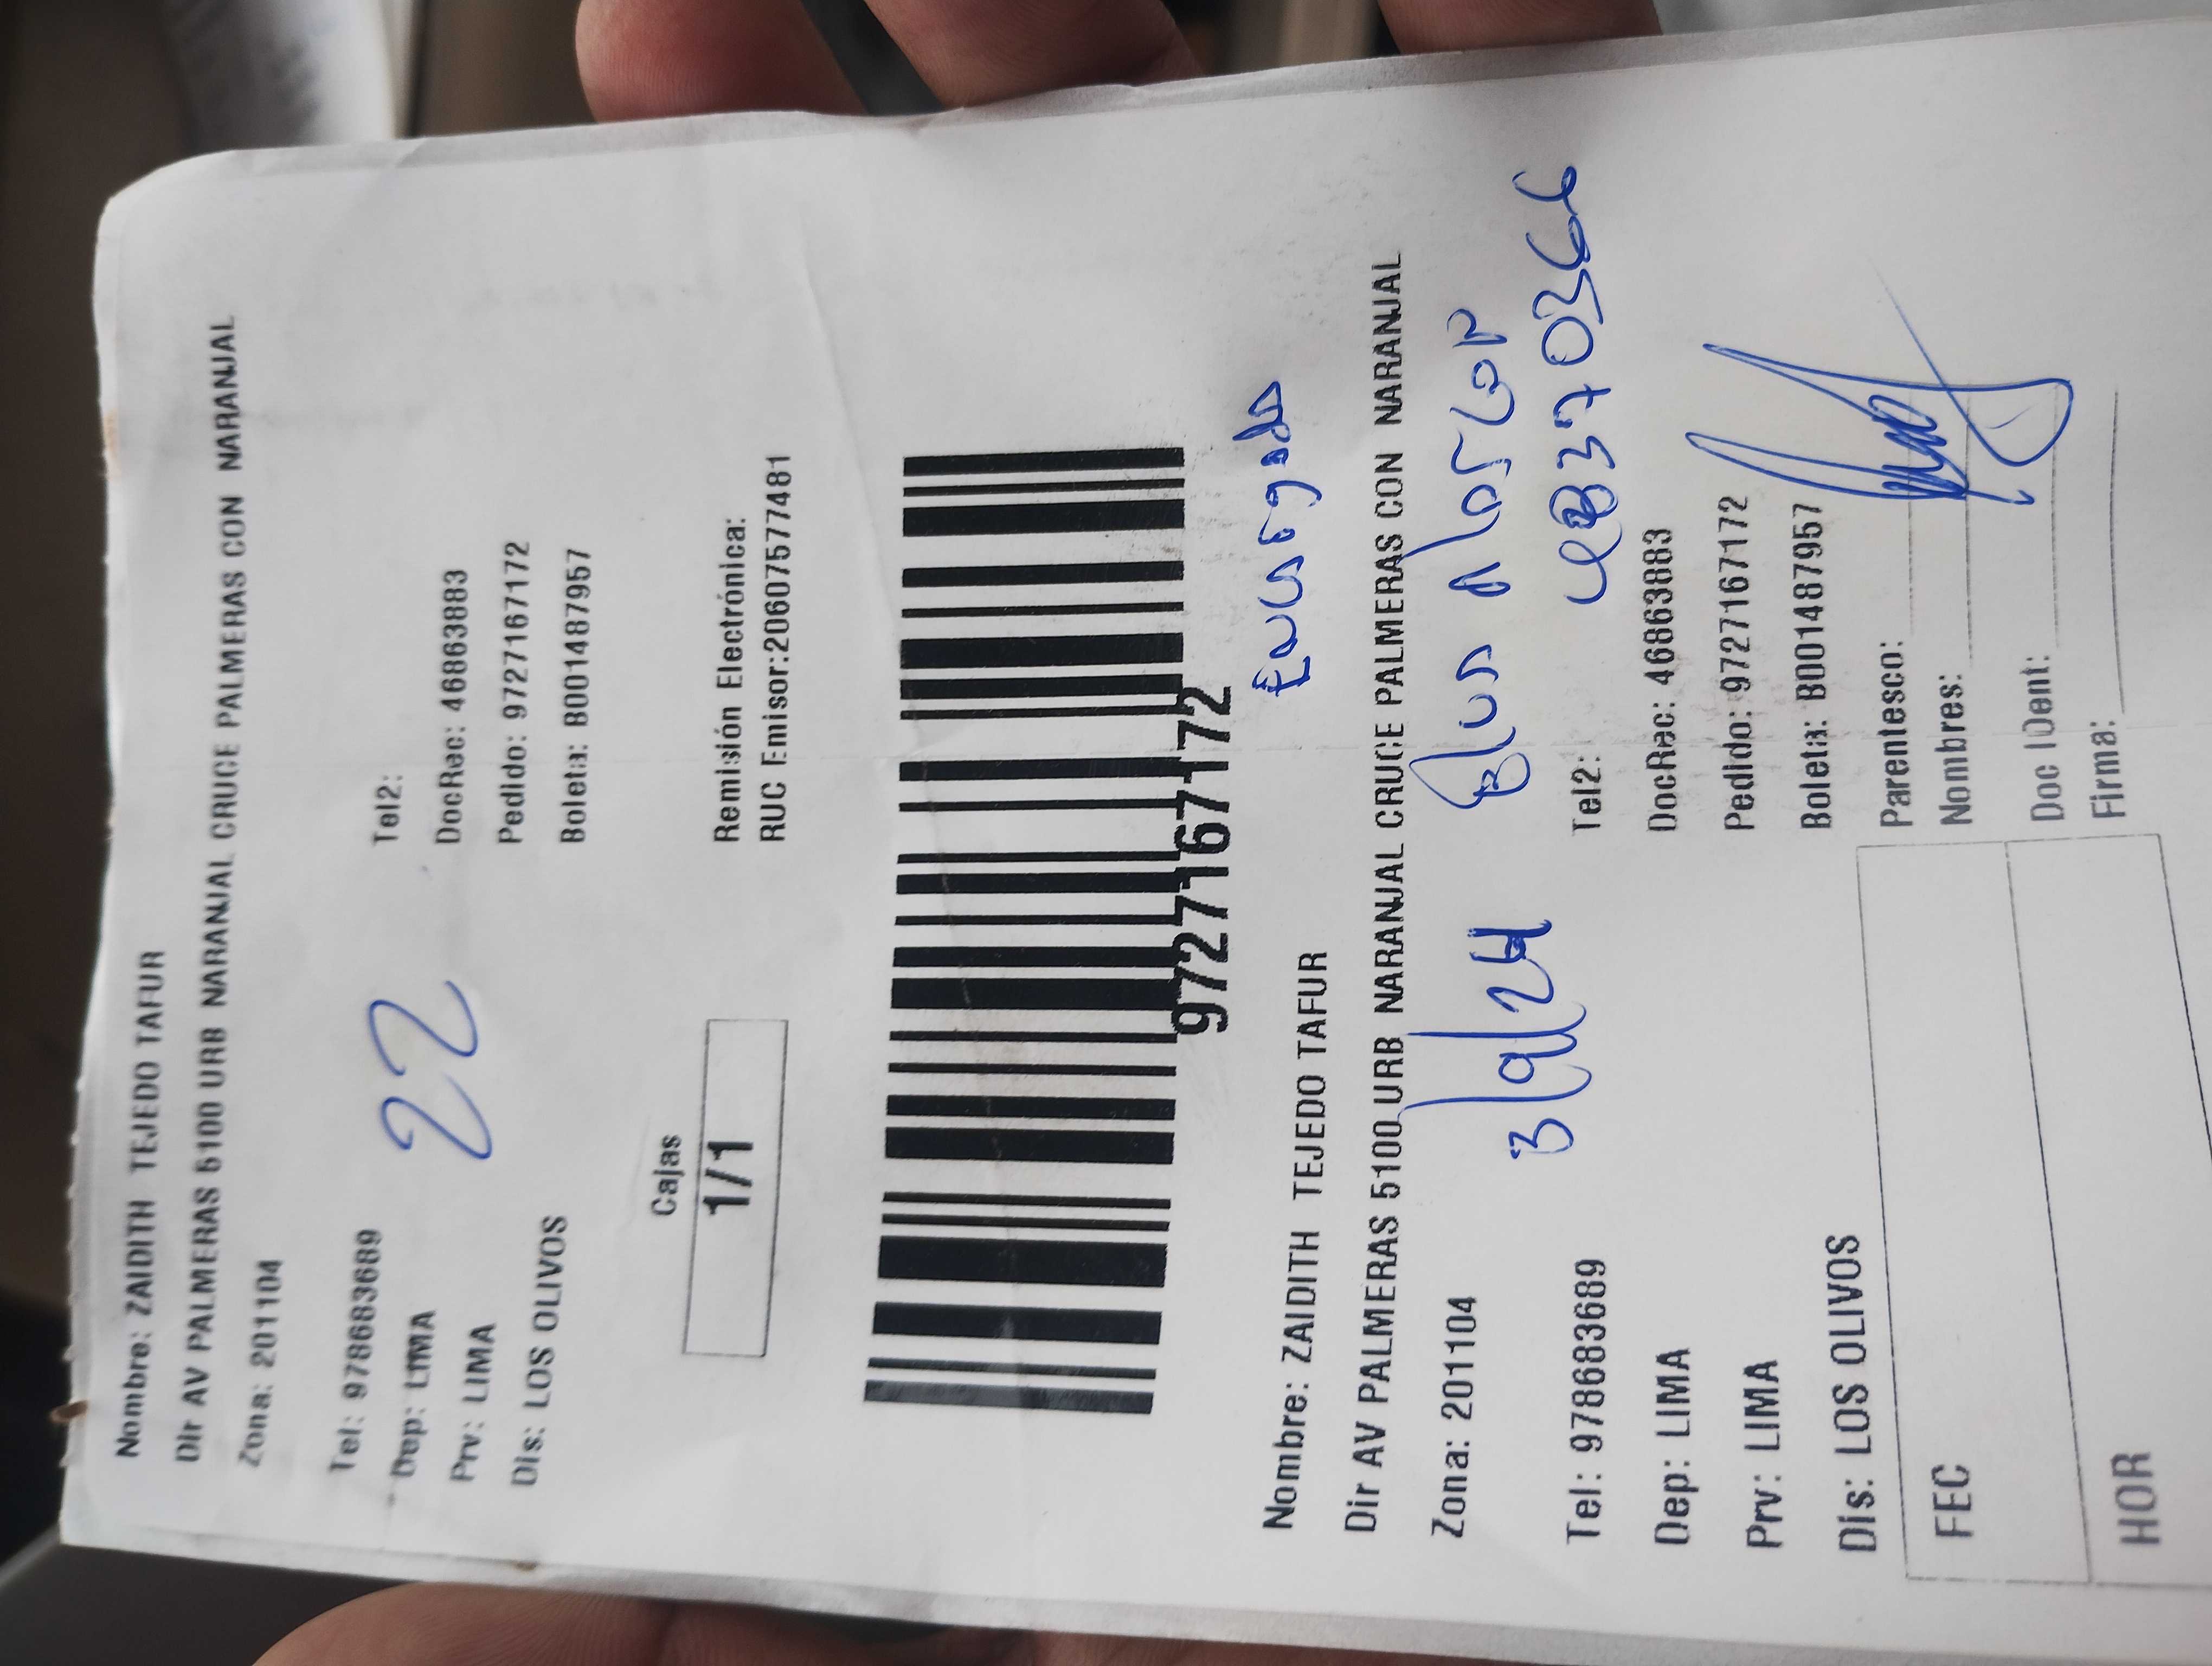 Nombre: ZAIDITH TEJEDO TAFUR
Dir AV PALMERAS 5100 URB NARANJAL CRUCE PALMERAS CON NARANJAL
Zona: 201104
Tel: 978683689
Tel2:
Dep: LIMA
DocRec: 46863883
22
Prv: LIMA
Pedido: 9727167172
Dis: LOS OLIVOS
Boleta: B001487957
Cajas
1/1
Remisión Electrónica:
RUC Emisor:20607577481
9727167172
Nombre: ZAIDITH TEJEDO TAFUR
Dir AV PALMERAS 5100 URB NARANJAL CRUCE PALMERAS CON NARANJAL
Zona: 201104
3/9/24
Tel: 978683689
Tel2:
Dep: LIMA
DocRec: 46863883
Prv: LIMA
Pedido: 9727167172
Dis: LOS OLIVOS
Boleta: B001487957
FEC
Parentesco:
Nombres:
HOR
Doc IDent:
Firma: